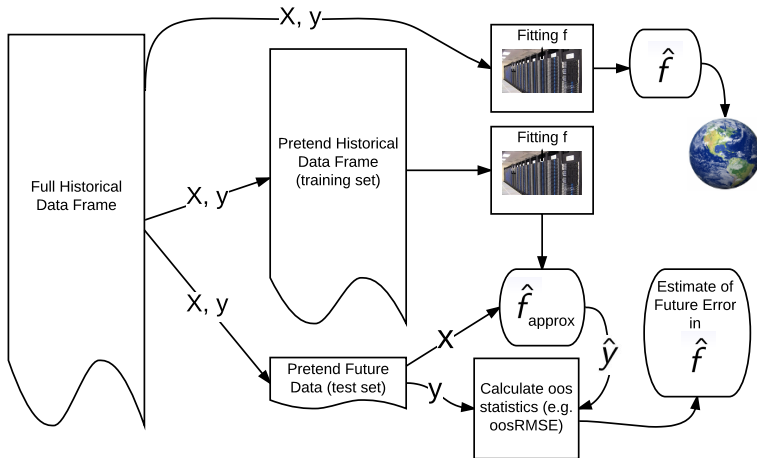 X, y
Fitting f
f̂
Full Historical
Data Frame
X, y
Pretend Historical
Data Frame
(training set)
Fitting f
X, y
Pretend Future
Data (test set)
X
y
f̂ approx
ŷ
Calculate oos
statistics (e.g.
oosRMSE)
Estimate of
Future Error
in
f̂